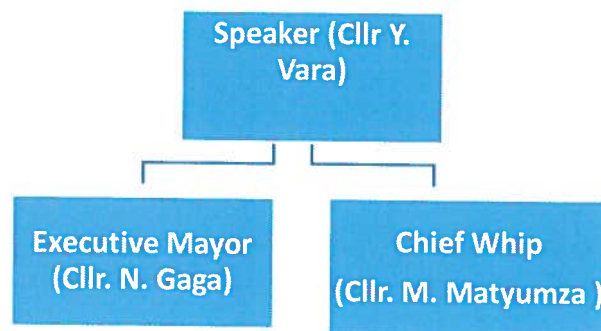 Speaker (Cllr Y.
Vara)
Executive Mayor
(Cllr. N. Gaga)
Chief Whip
(Cllr. M. Matyumza )